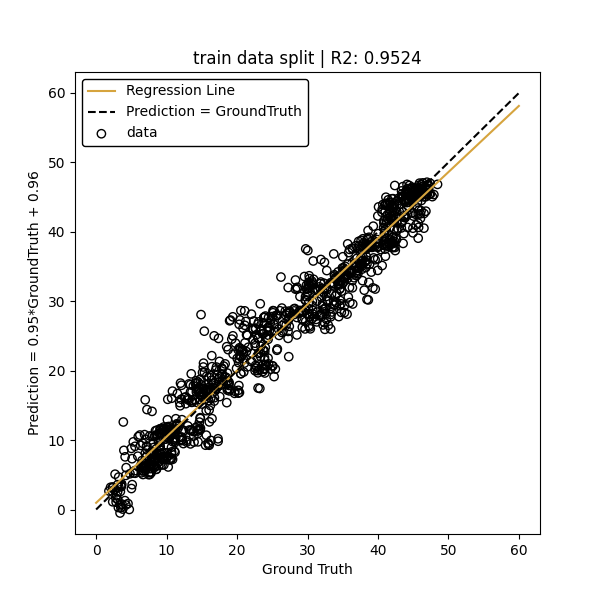 train data split | R2: 0.9524
Regression Line
Prediction = GroundTruth
data
Prediction = 0.95*GroundTruth + 0.96
60
50
40
30
20
10
0
0 10 20 30 40 50 60
Ground Truth